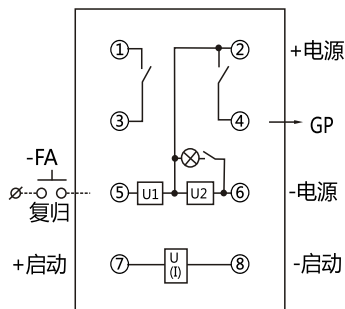 ① ② +电源
③ ④ GP
-FA
⑤ U1 U2 ⑥ -电源
复归
+启动 ⑦ U ⑧ -启动
(I)